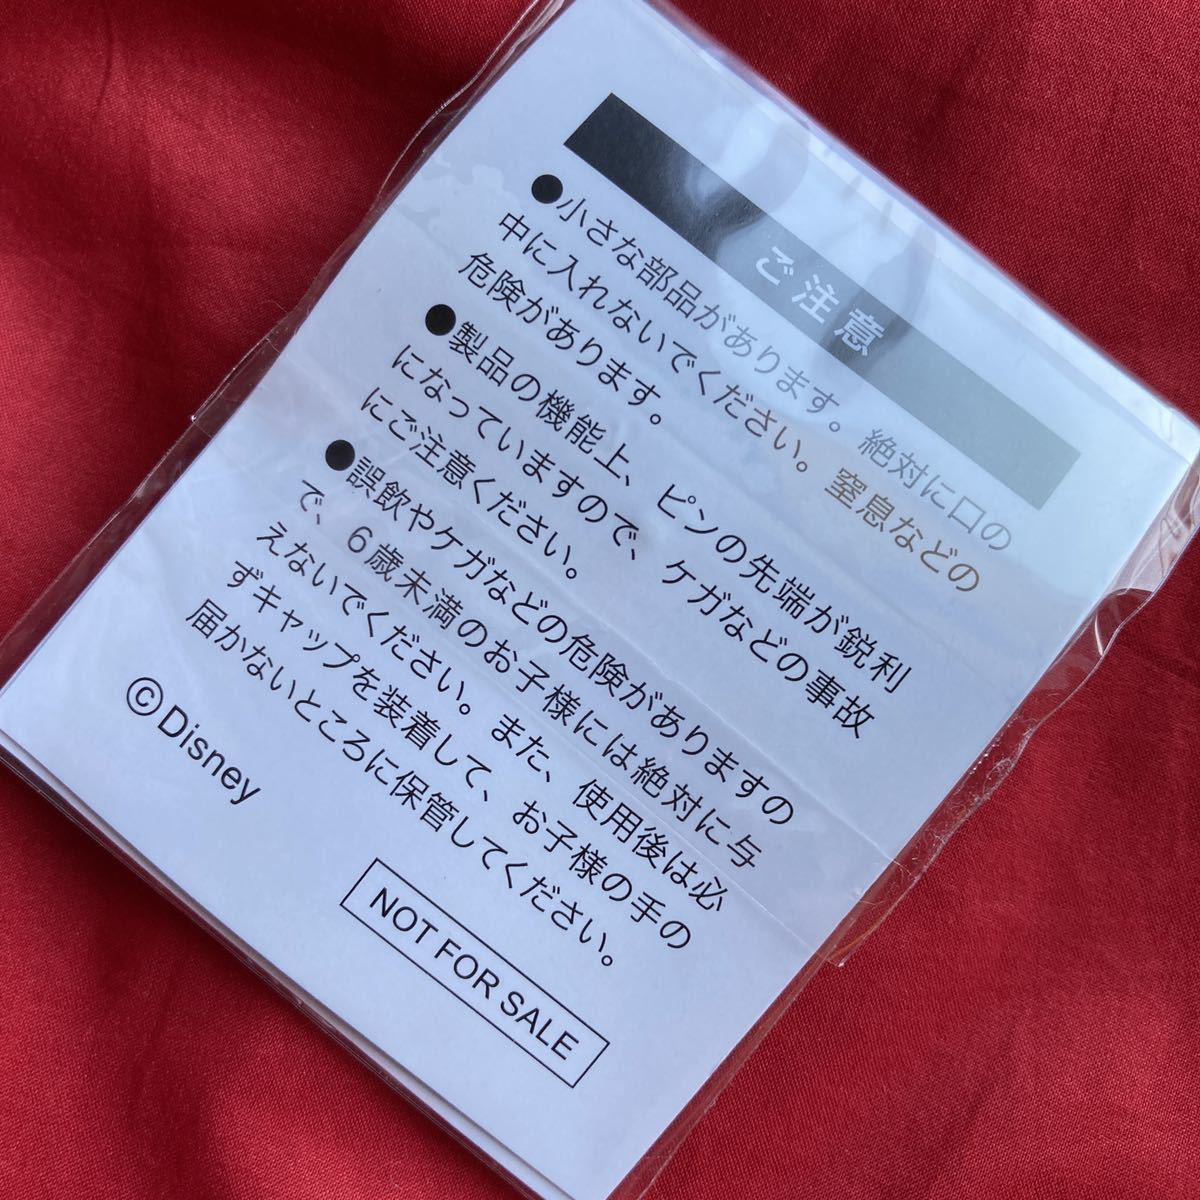 ご注意
●小さな部品があります。絶対に口の
中に入れないでください。窒息などの
危険があります。
●製品の機能上、ピンの先端が鋭利
になっていますので、ケガなどの事故
にご注意ください。
●誤飲やケガなどの危険がありますの
で、6歳未満のお子様には絶対に与
えないでください。また、使用後は必
ずキャップを装着して、お子様の手の
届かないところに保管してください。
©Disney
NOT FOR SALE